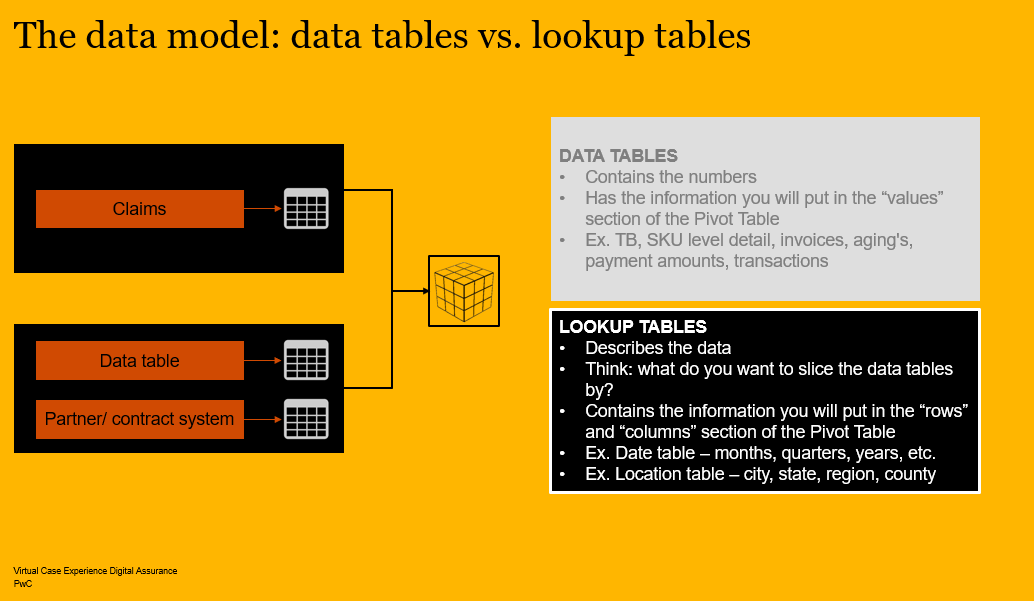 The data model: data tables vs. lookup tables
Claims
Data table
Partner/ contract system
DATA TABLES
• Contains the numbers
• Has the information you will put in the “values”
section of the Pivot Table
• Ex. TB, SKU level detail, invoices, aging's,
payment amounts, transactions
LOOKUP TABLES
• Describes the data
• Think: what do you want to slice the data tables
by?
• Contains the information you will put in the “rows”
and “columns” section of the Pivot Table
• Ex. Date table – months, quarters, years, etc.
• Ex. Location table – city, state, region, county
Virtual Case Experience Digital Assurance
PwC